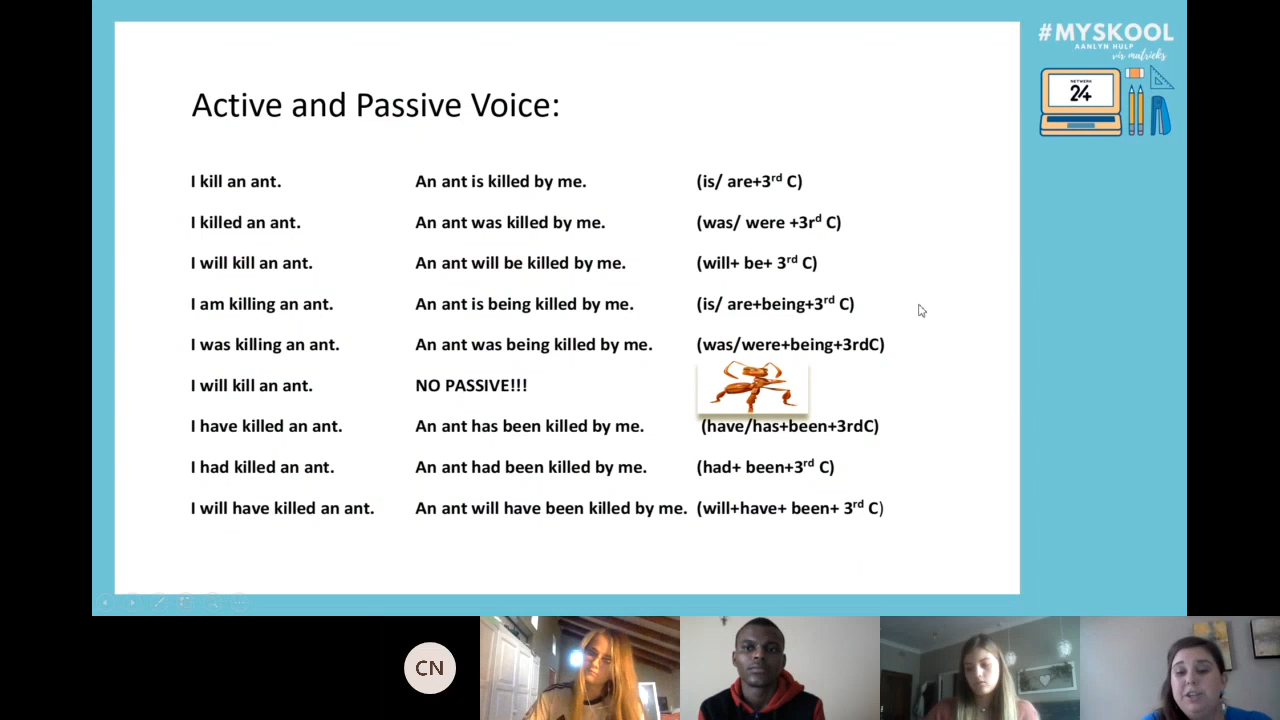 #MYSKOOL
AANLYN HULP
vir matrieks
NETWERK
24
Active and Passive Voice:
I kill an ant. An ant is killed by me. (is/ are+3rd C)
I killed an ant. An ant was killed by me. (was/ were +3rd C)
I will kill an ant. An ant will be killed by me. (will+ be+ 3rd C)
I am killing an ant. An ant is being killed by me. (is/ are+being+3rd C)
I was killing an ant. An ant was being killed by me. (was/were+being+3rdC)
I will kill an ant. NO PASSIVE!!!
I have killed an ant. An ant has been killed by me. (have/has+been+3rdC)
I had killed an ant. An ant had been killed by me. (had+ been+3rd C)
I will have killed an ant. An ant will have been killed by me. (will+have+ been+ 3rd C)
CN